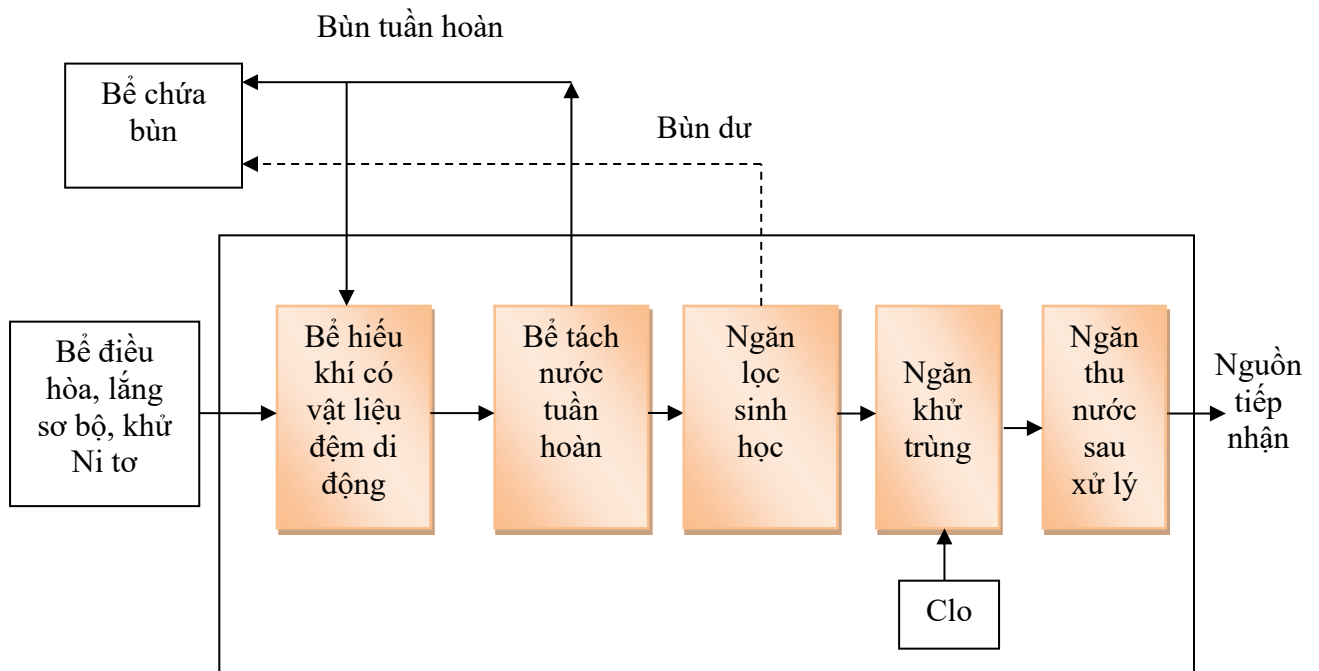 Bùn tuần hoàn
Bể chứa
bùn
Bùn dư
Bể điều
hòa, lắng
sơ bộ, khử
Ni tơ
Bể hiếu
khí có
vật liệu
đệm di
động
Bể tách
nước
tuần
hoàn
Ngăn
lọc
sinh
học
Ngăn
khử
trùng
Ngăn
thu
nước
sau
xử lý
Nguồn
tiếp
nhận
Clo